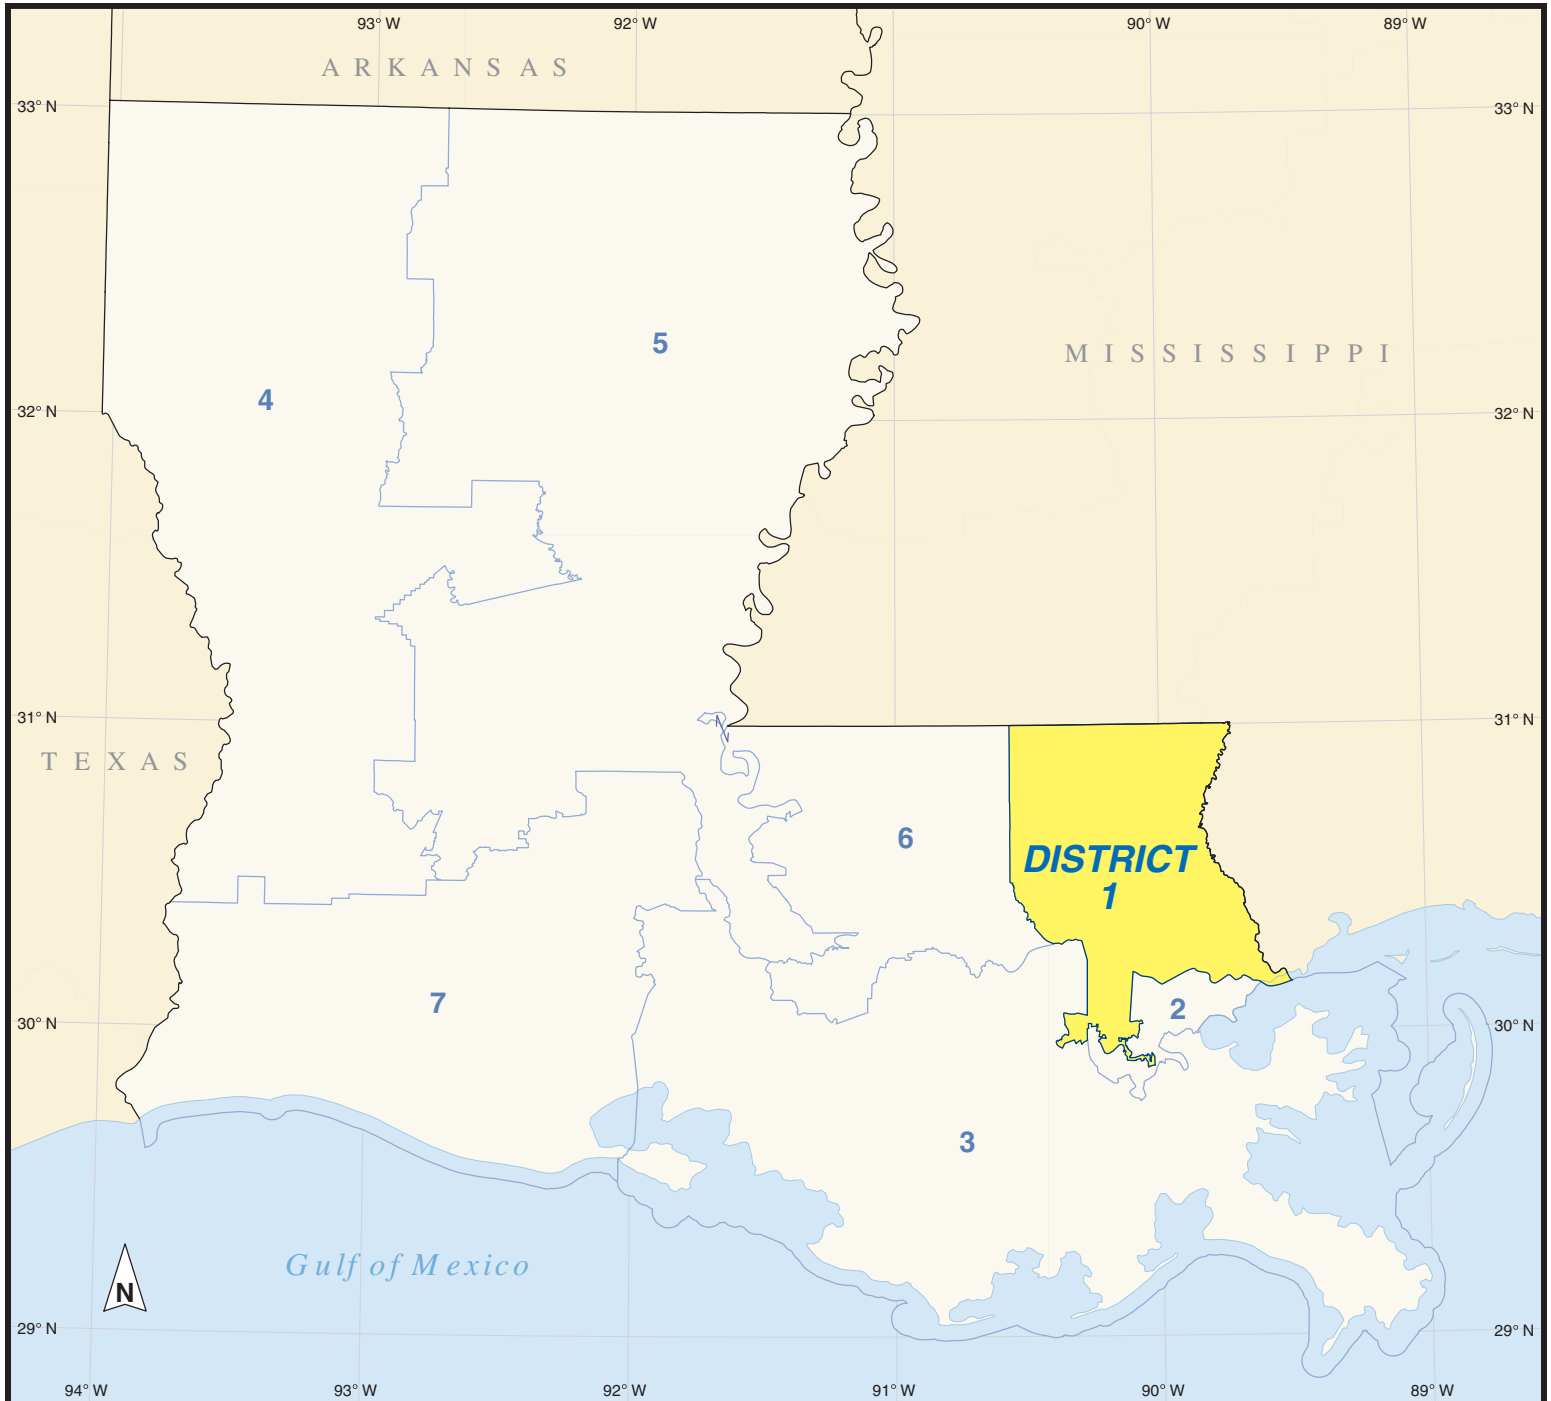 93° W 92° W 90° W 89° W
ARKANSAS
33° N 33° N
5
MISSISSIPPI
4
32° N 32° N
31° N 31° N
TEXAS
6
DISTRICT
1
7
2
30° N 30° N
3
Gulf of Mexico
N
29° N 29° N
94° W 93° W 92° W 91° W 90° W 89° W